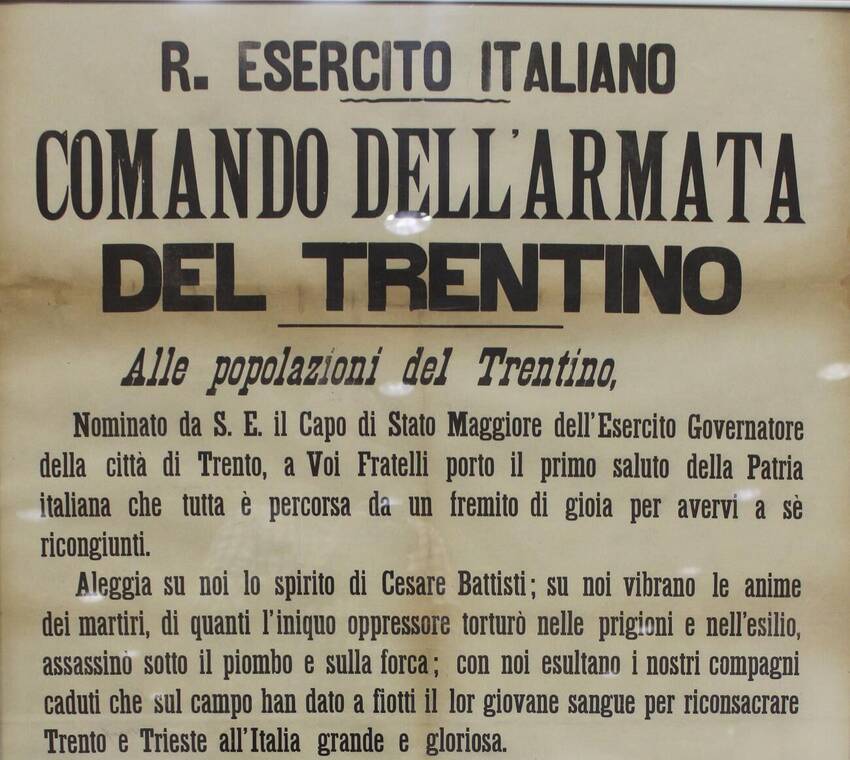 R. ESERCITO ITALIANO
COMANDO DELL'ARMATA
DEL TRENTINO
Alle popolazioni del Trentino,
Nominato da S. E. il Capo di Stato Maggiore dell'Esercito Governatore
della città di Trento, a Voi Fratelli porto il primo saluto della Patria
italiana che tutta è percorsa da un fremito di gioia per avervi a sè
ricongiunti.
Aleggia su noi lo spirito di Cesare Battisti; su noi vibrano le anime
dei martiri, di quanti l'iniquo oppressore torturò nelle prigioni e nell'esilio,
assassinò sotto il piombo e sulla forca; con noi esultano i nostri compagni
caduti che sul campo han dato a fiotti il lor giovane sangue per riconsacrare
Trento e Trieste all'Italia grande e gloriosa.